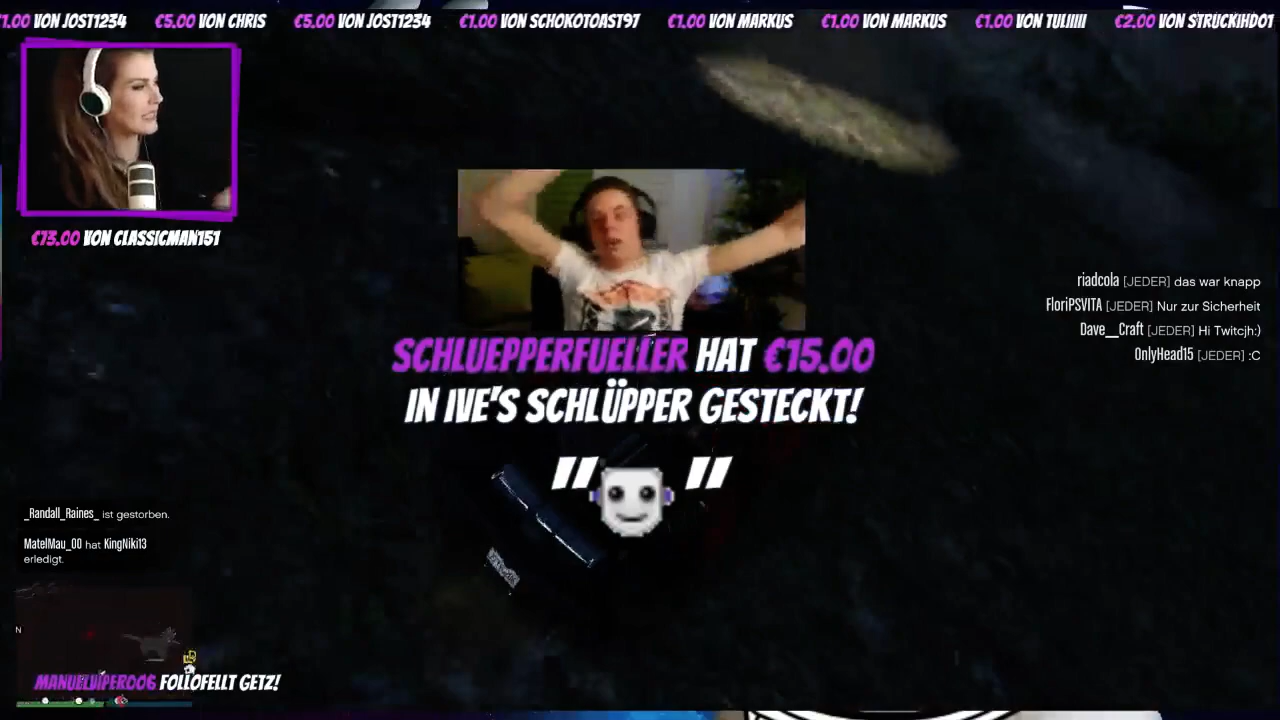 1.00 VON JOST1234 €5.00 VON CHRIS €5.00 VON JOST1234 €1.00 VON SCHOKOTOAST97 €1.00 VON MARKUS €1.00 VON MARKUS €1.00 VON TULIIIII €2.00 VON STRUCKIHD01
€73.00 VON CLASSICMAN151
riadcola [JEDER] das war knapp
FloriPSVITA [JEDER] Nur zur Sicherheit
Dave__Craft [JEDER] Hi Twitcjh:)
OnlyHead15 [JEDER] :C
SCHLUEPPERFUELLER HAT €15.00
IN IVE'S SCHLÜPPER GESTECKT!
" "
_Randall_Raines_ ist gestorben.
MatelMau_00 hat KingNiki13
erledigt.
N
MANUELVIPER006 FOLLOFELLT GETZ!